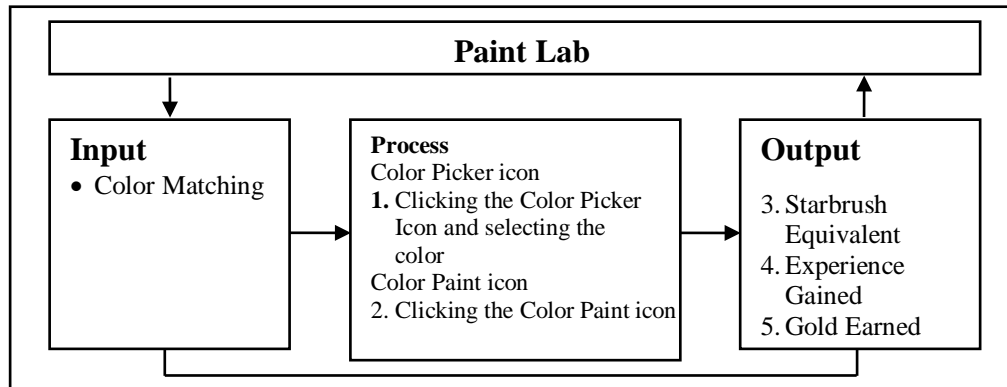 Paint Lab
Input
• Color Matching
Process
Color Picker icon
1. Clicking the Color Picker
Icon and selecting the
color
Color Paint icon
2. Clicking the Color Paint icon
Output
3. Starbrush
Equivalent
4. Experience
Gained
5. Gold Earned